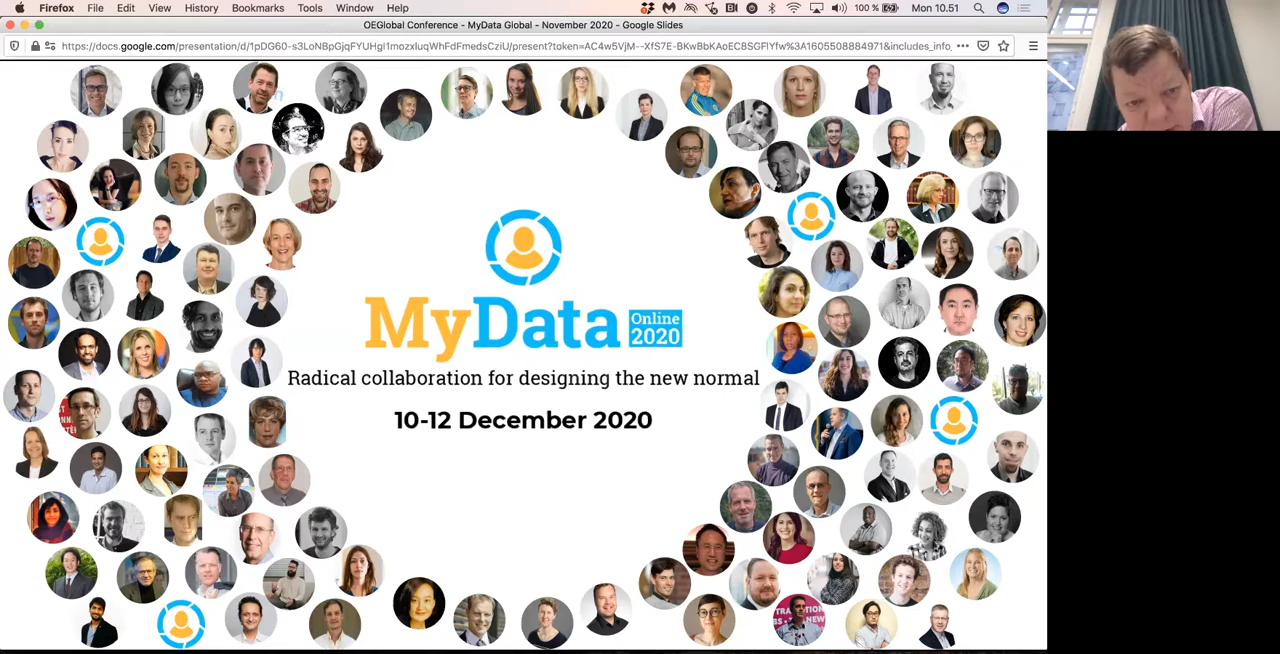 Firefox File Edit View History Bookmarks Tools Window Help 100 % Mon 10.51
OEGlobal Conference - MyData Global - November 2020 - Google Slides
MyData Online
2020
Radical collaboration for designing the new normal
10-12 December 2020